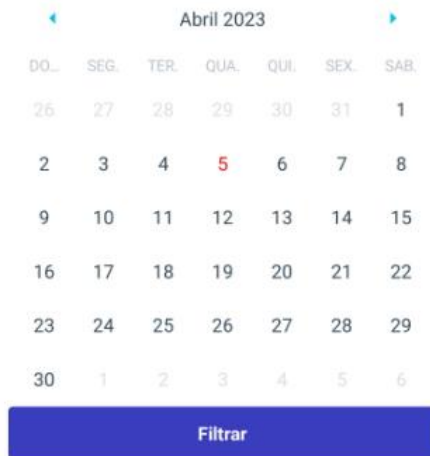 Abril 2023
DO... SEG. TER. QUA. QUI. SEX. SAB.
26 27 28 29 30 31 1
2 3 4 5 6 7 8
9 10 11 12 13 14 15
16 17 18 19 20 21 22
23 24 25 26 27 28 29
30 1 2 3 4 5 6
Filtrar